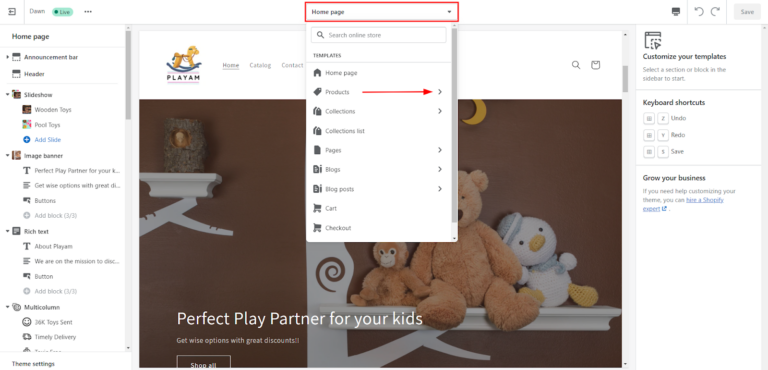 Dawn
Live
Home page
Save
Home page
Announcement bar
Header
Slideshow
Wooden Toys
Pool Toys
Add Slide
Image banner
Perfect Play Partner for your k...
Get wise options with great di...
Buttons
Add block (3/3)
Rich text
About Playam
We are on the mission to disc...
Button
Add block (3/3)
Multicolumn
36K Toys Sent
Timely Delivery
Theme settings
PLAYAM
Home
Catalog
Contact
Search online store
TEMPLATES
Home page
Products
Collections
Collections list
Pages
Blogs
Blog posts
Cart
Checkout
Perfect Play Partner for your kids
Get wise options with great discounts!!
Shop all
Customize your templates
Select a section or block in the
sidebar to start.
Keyboard shortcuts
Z Undo
Y Redo
S Save
Grow your business
If you need help customizing your
theme, you can hire a Shopify
expert .